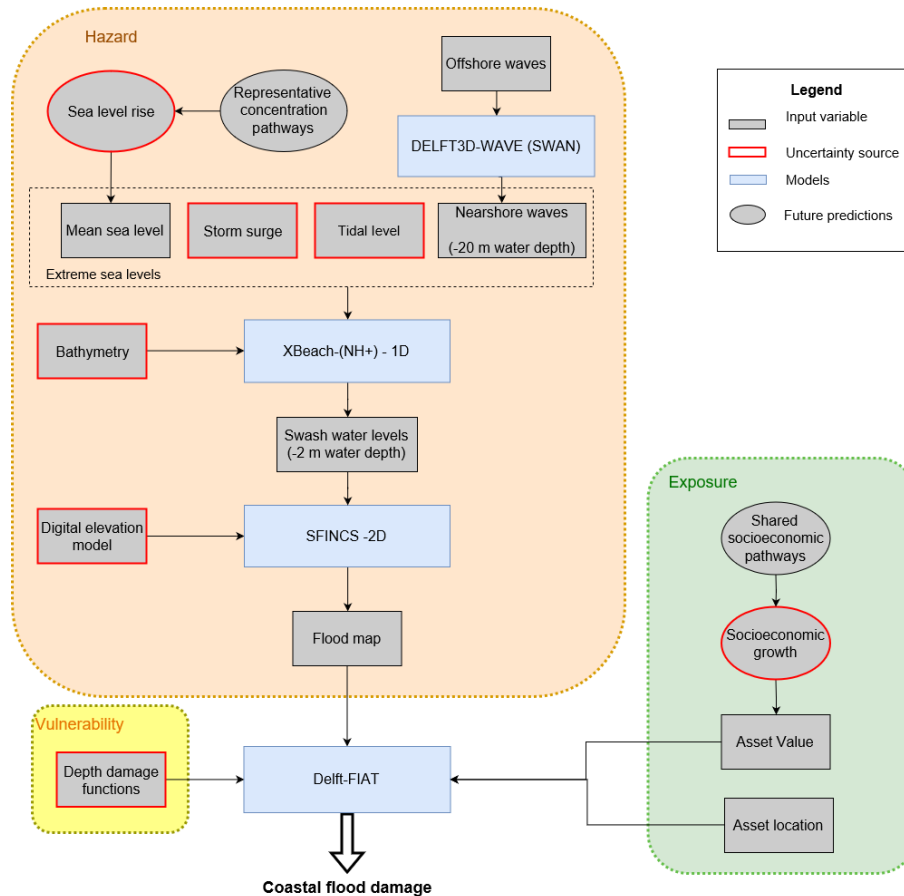 Hazard
Offshore waves
Sea level rise
Representative
concentration
pathways
DELFT3D-WAVE (SWAN)
Mean sea level
Storm surge
Tidal level
Nearshore waves
(-20 m water depth)
Extreme sea levels
Bathymetry
XBeach-(NH+) - 1D
Swash water levels
(-2 m water depth)
Digital elevation
model
SFINCS -2D
Flood map
Vulnerability
Depth damage
functions
Delft-FIAT
Coastal flood damage
Legend
Input variable
Uncertainty source
Models
Future predictions
Exposure
Shared
socioeconomic
pathways
Socioeconomic
growth
Asset Value
Asset location